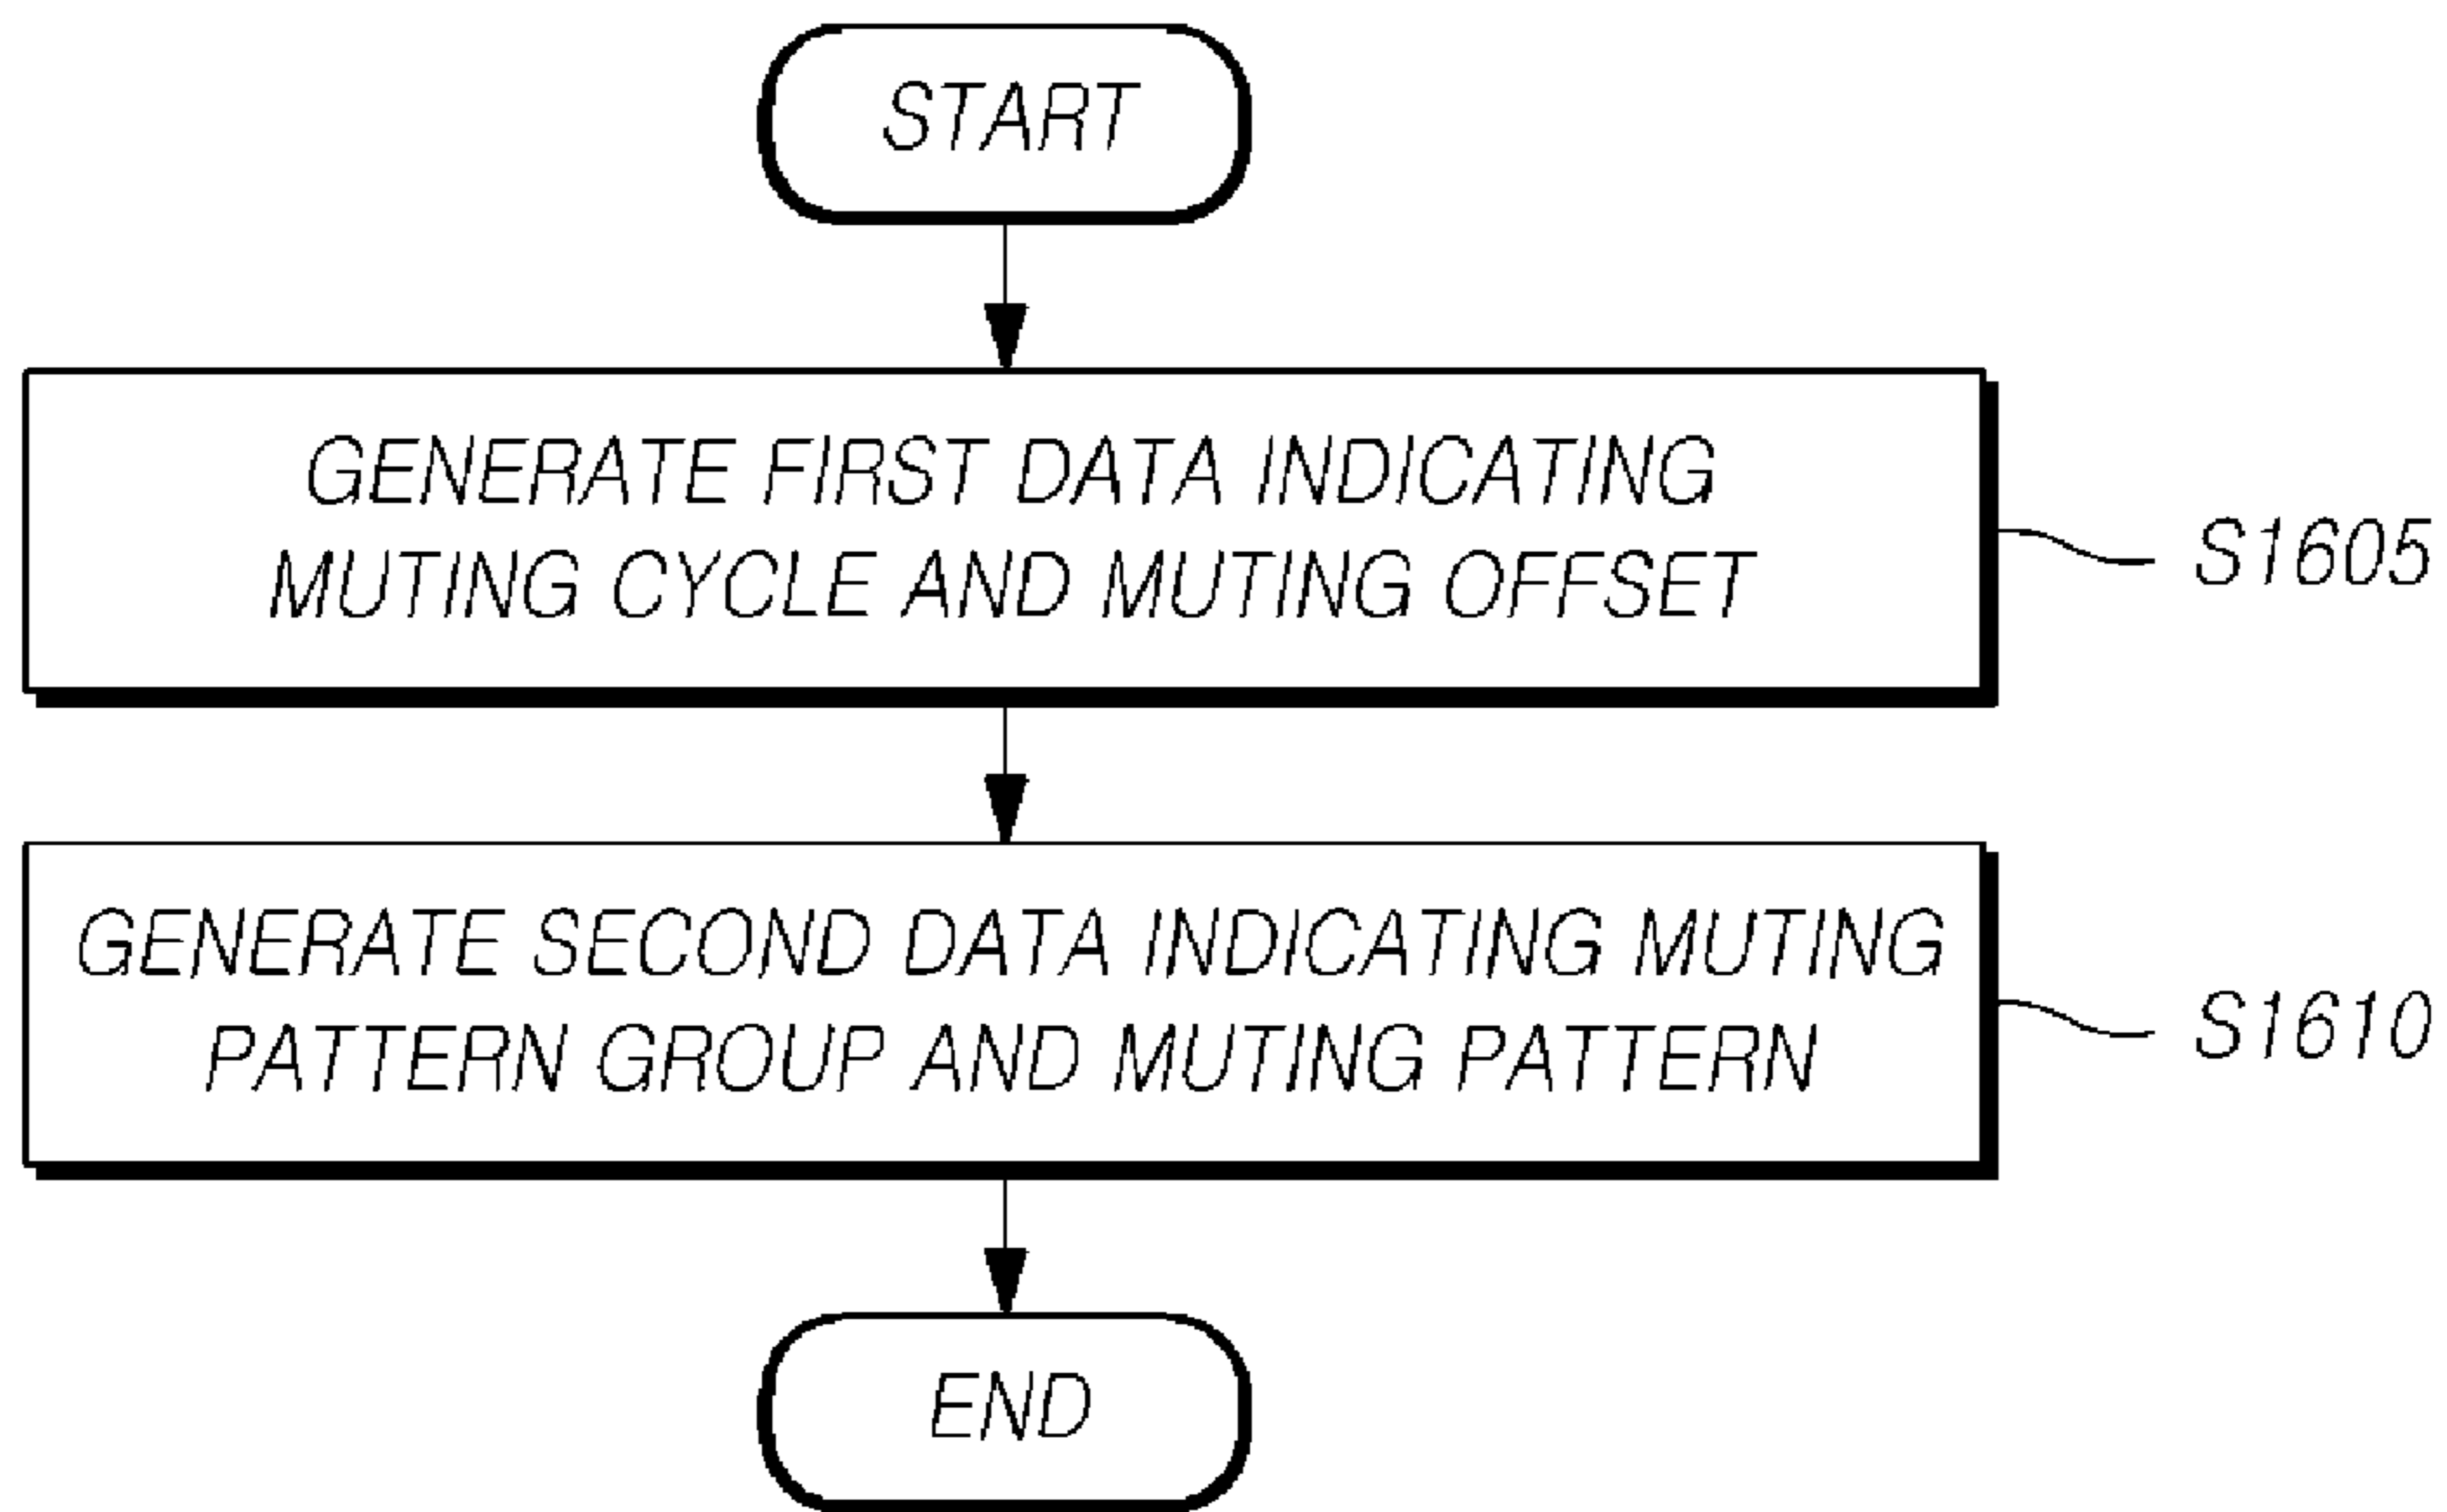 START
GENERATE FIRST DATA INDICATING
MUTING CYCLE AND MUTING OFFSET
S1605
GENERATE SECOND DATA INDICATING MUTING
PATTERN GROUP AND MUTING PATTERN
S1610
END